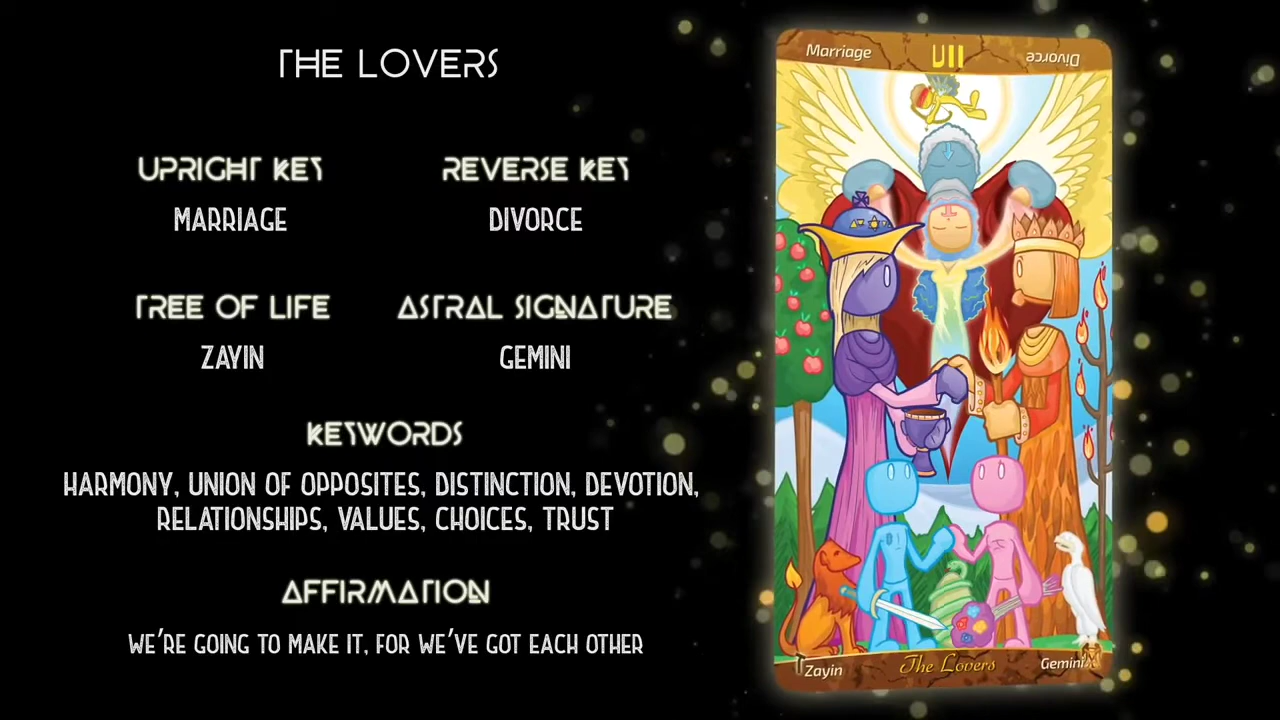 THE LOVERS
UPRIGHT KEY
REVERSE KEY
MARRIAGE
DIVORCE
TREE OF LIFE
ASTRAL SIGNATURE
ZAYIN
GEMINI
KEYWORDS
HARMONY, UNION OF OPPOSITES, DISTINCTION, DEVOTION,
RELATIONSHIPS, VALUES, CHOICES, TRUST
AFFIRMATION
WE'RE GOING TO MAKE IT, FOR WE'VE GOT EACH OTHER
Marriage
VII
Divorce
Zayin
The Lovers
Gemini